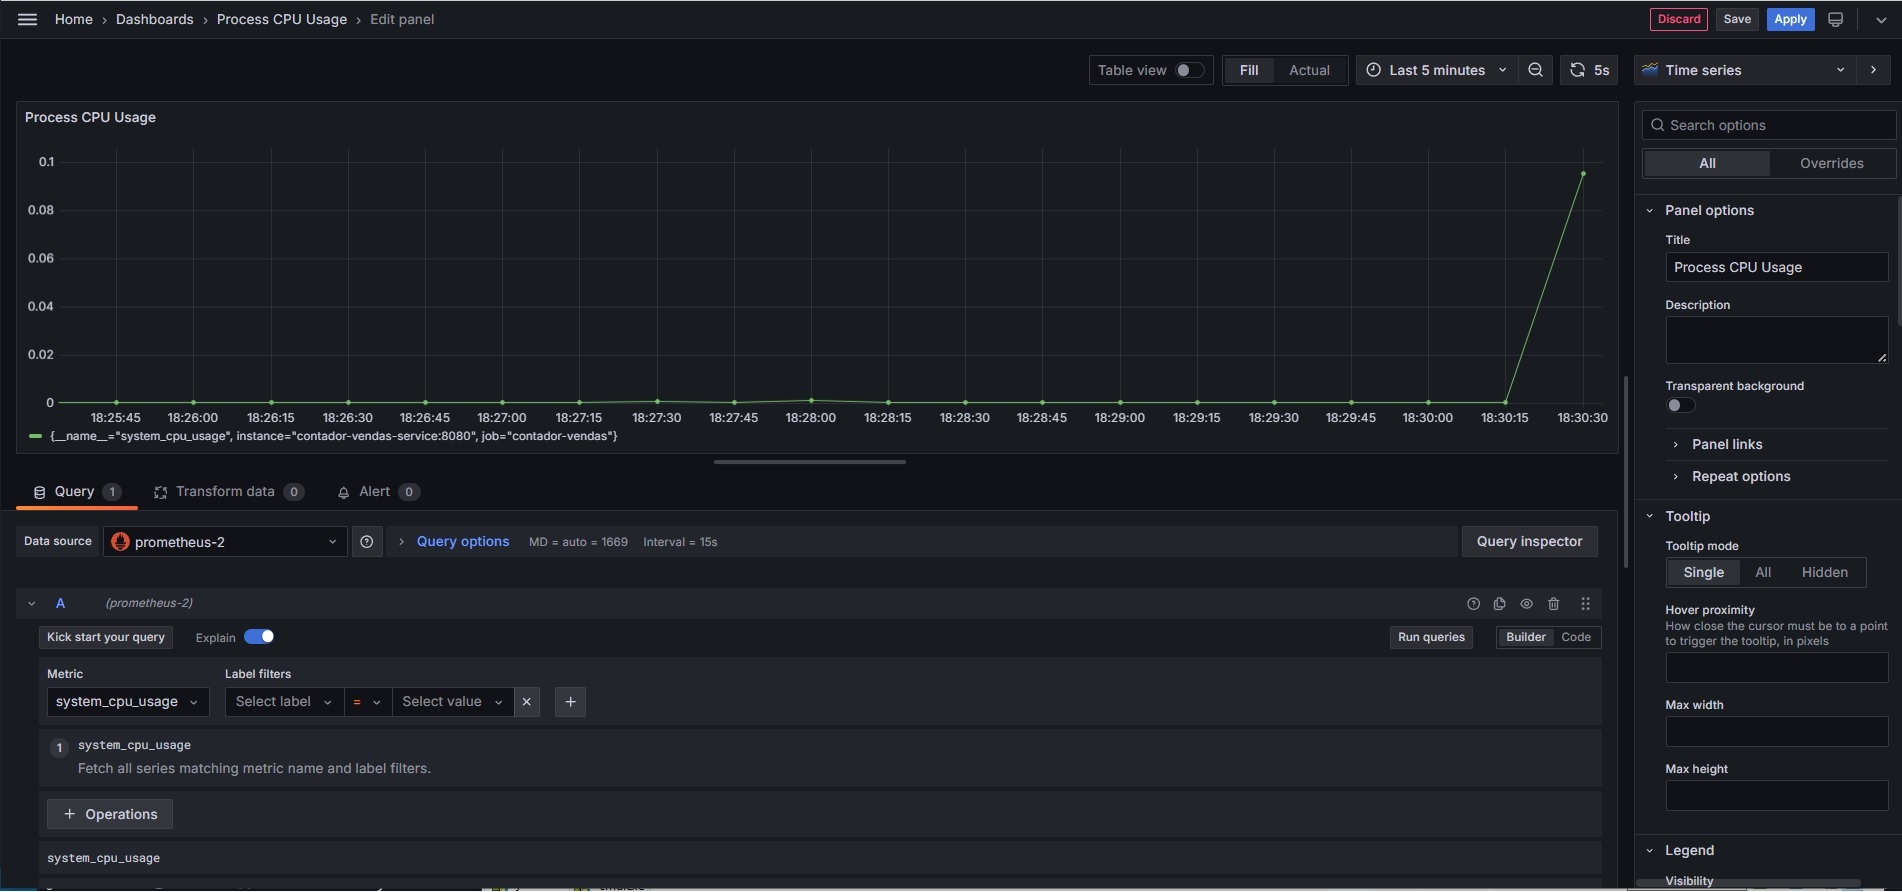 Home › Dashboards › Process CPU Usage › Edit panel
Discard Save Apply
Table view Fill Actual Last 5 minutes 5s Time series
Process CPU Usage
0.1
0.08
0.06
0.04
0.02
0
18:25:45 18:26:00 18:26:15 18:26:30 18:26:45 18:27:00 18:27:15 18:27:30 18:27:45 18:28:00 18:28:15 18:28:30 18:28:45 18:29:00 18:29:15 18:29:30 18:29:45 18:30:00 18:30:15 18:30:30
{__name__="system_cpu_usage", instance="contador-vendas-service:8080", job="contador-vendas"}
Query 1 Transform data 0 Alert 0
Data source prometheus-2 Query options MD = auto = 1669 Interval = 15s Query inspector
A (prometheus-2)
Kick start your query Explain Run queries Builder Code
Metric Label filters
system_cpu_usage Select label = Select value
1 system_cpu_usage
Fetch all series matching metric name and label filters.
+ Operations
system_cpu_usage
Search options
All Overrides
Panel options
Title
Process CPU Usage
Description
Transparent background
Panel links
Repeat options
Tooltip
Tooltip mode
Single All Hidden
Hover proximity
How close the cursor must be to a point
to trigger the tooltip, in pixels
Max width
Max height
Legend
Visibility